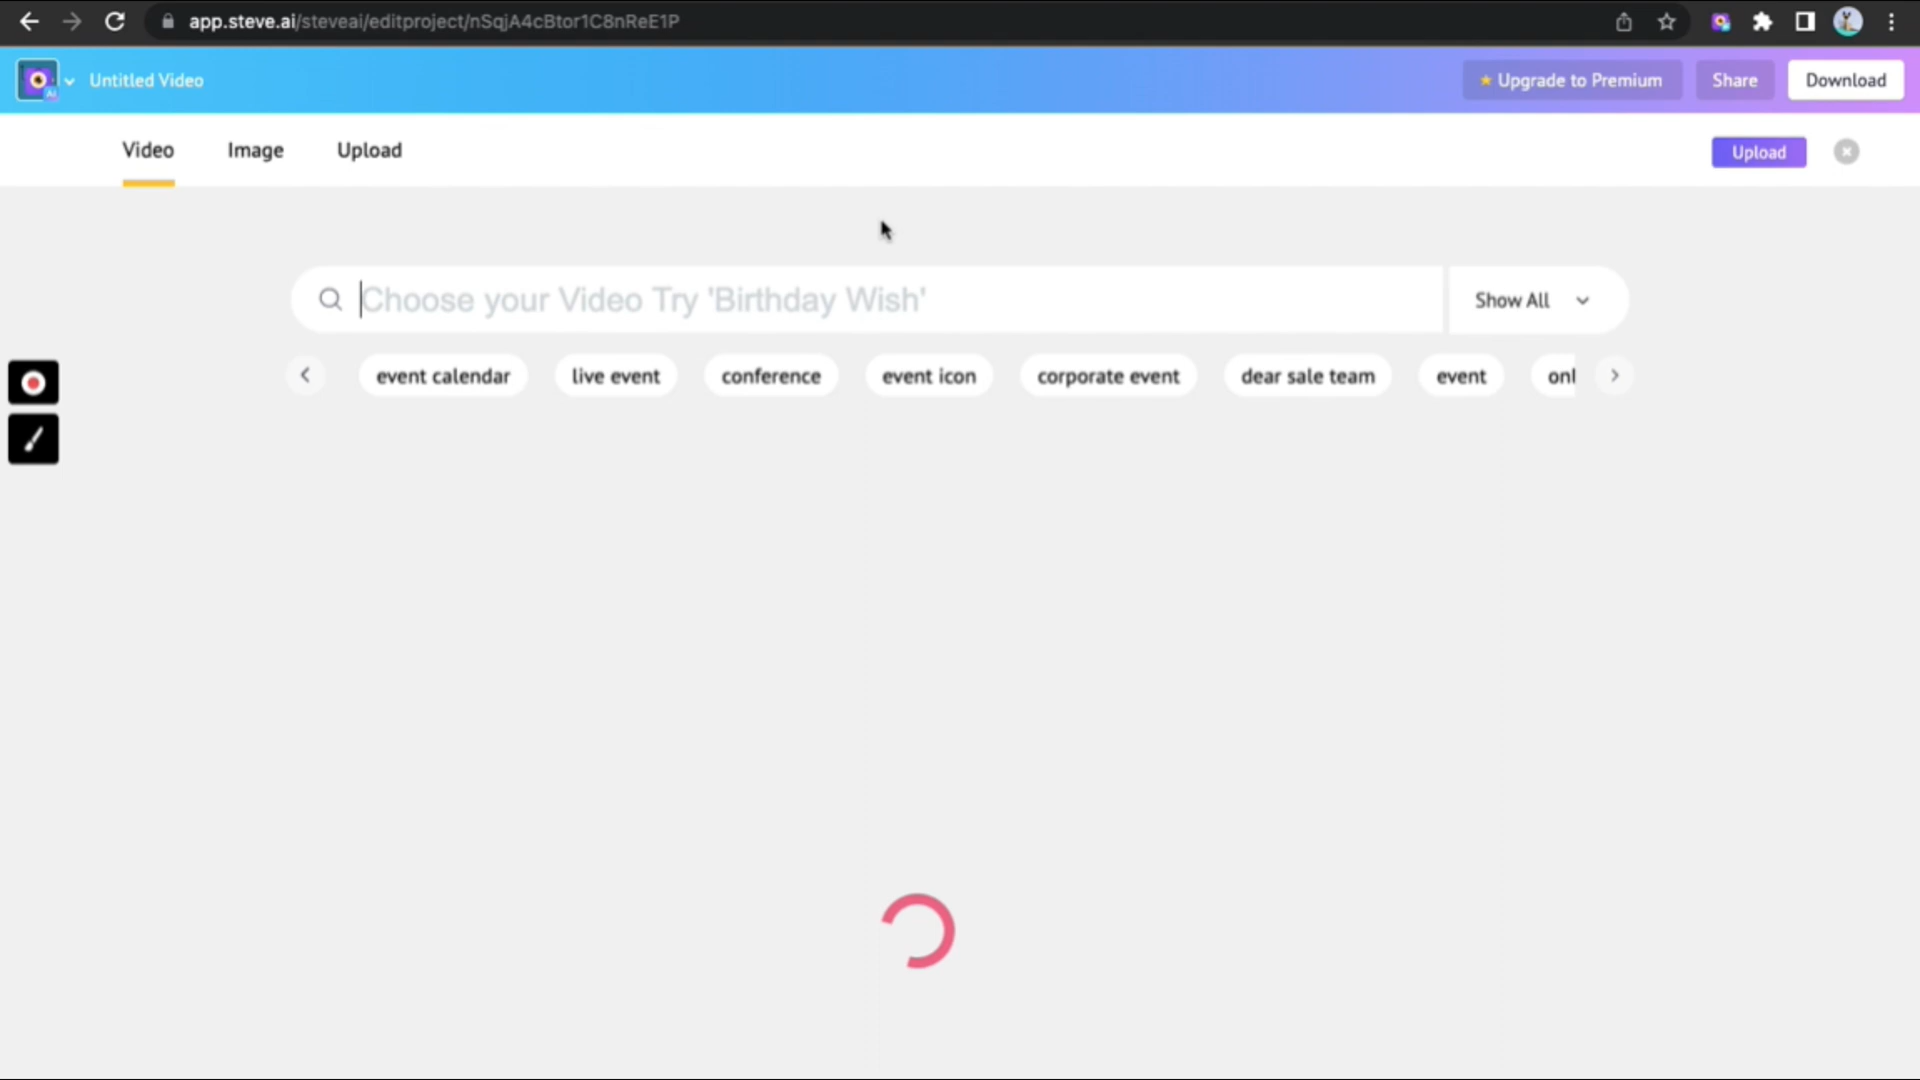 app.steve.ai/steveai/editproject/nSqjA4cBtor1C8nReE1P
AI Untitled Video Upgrade to Premium Share Download
Video Image Upload Upload
Choose your Video Try 'Birthday Wish' Show All
event calendar live event conference event icon corporate event dear sale team event onl